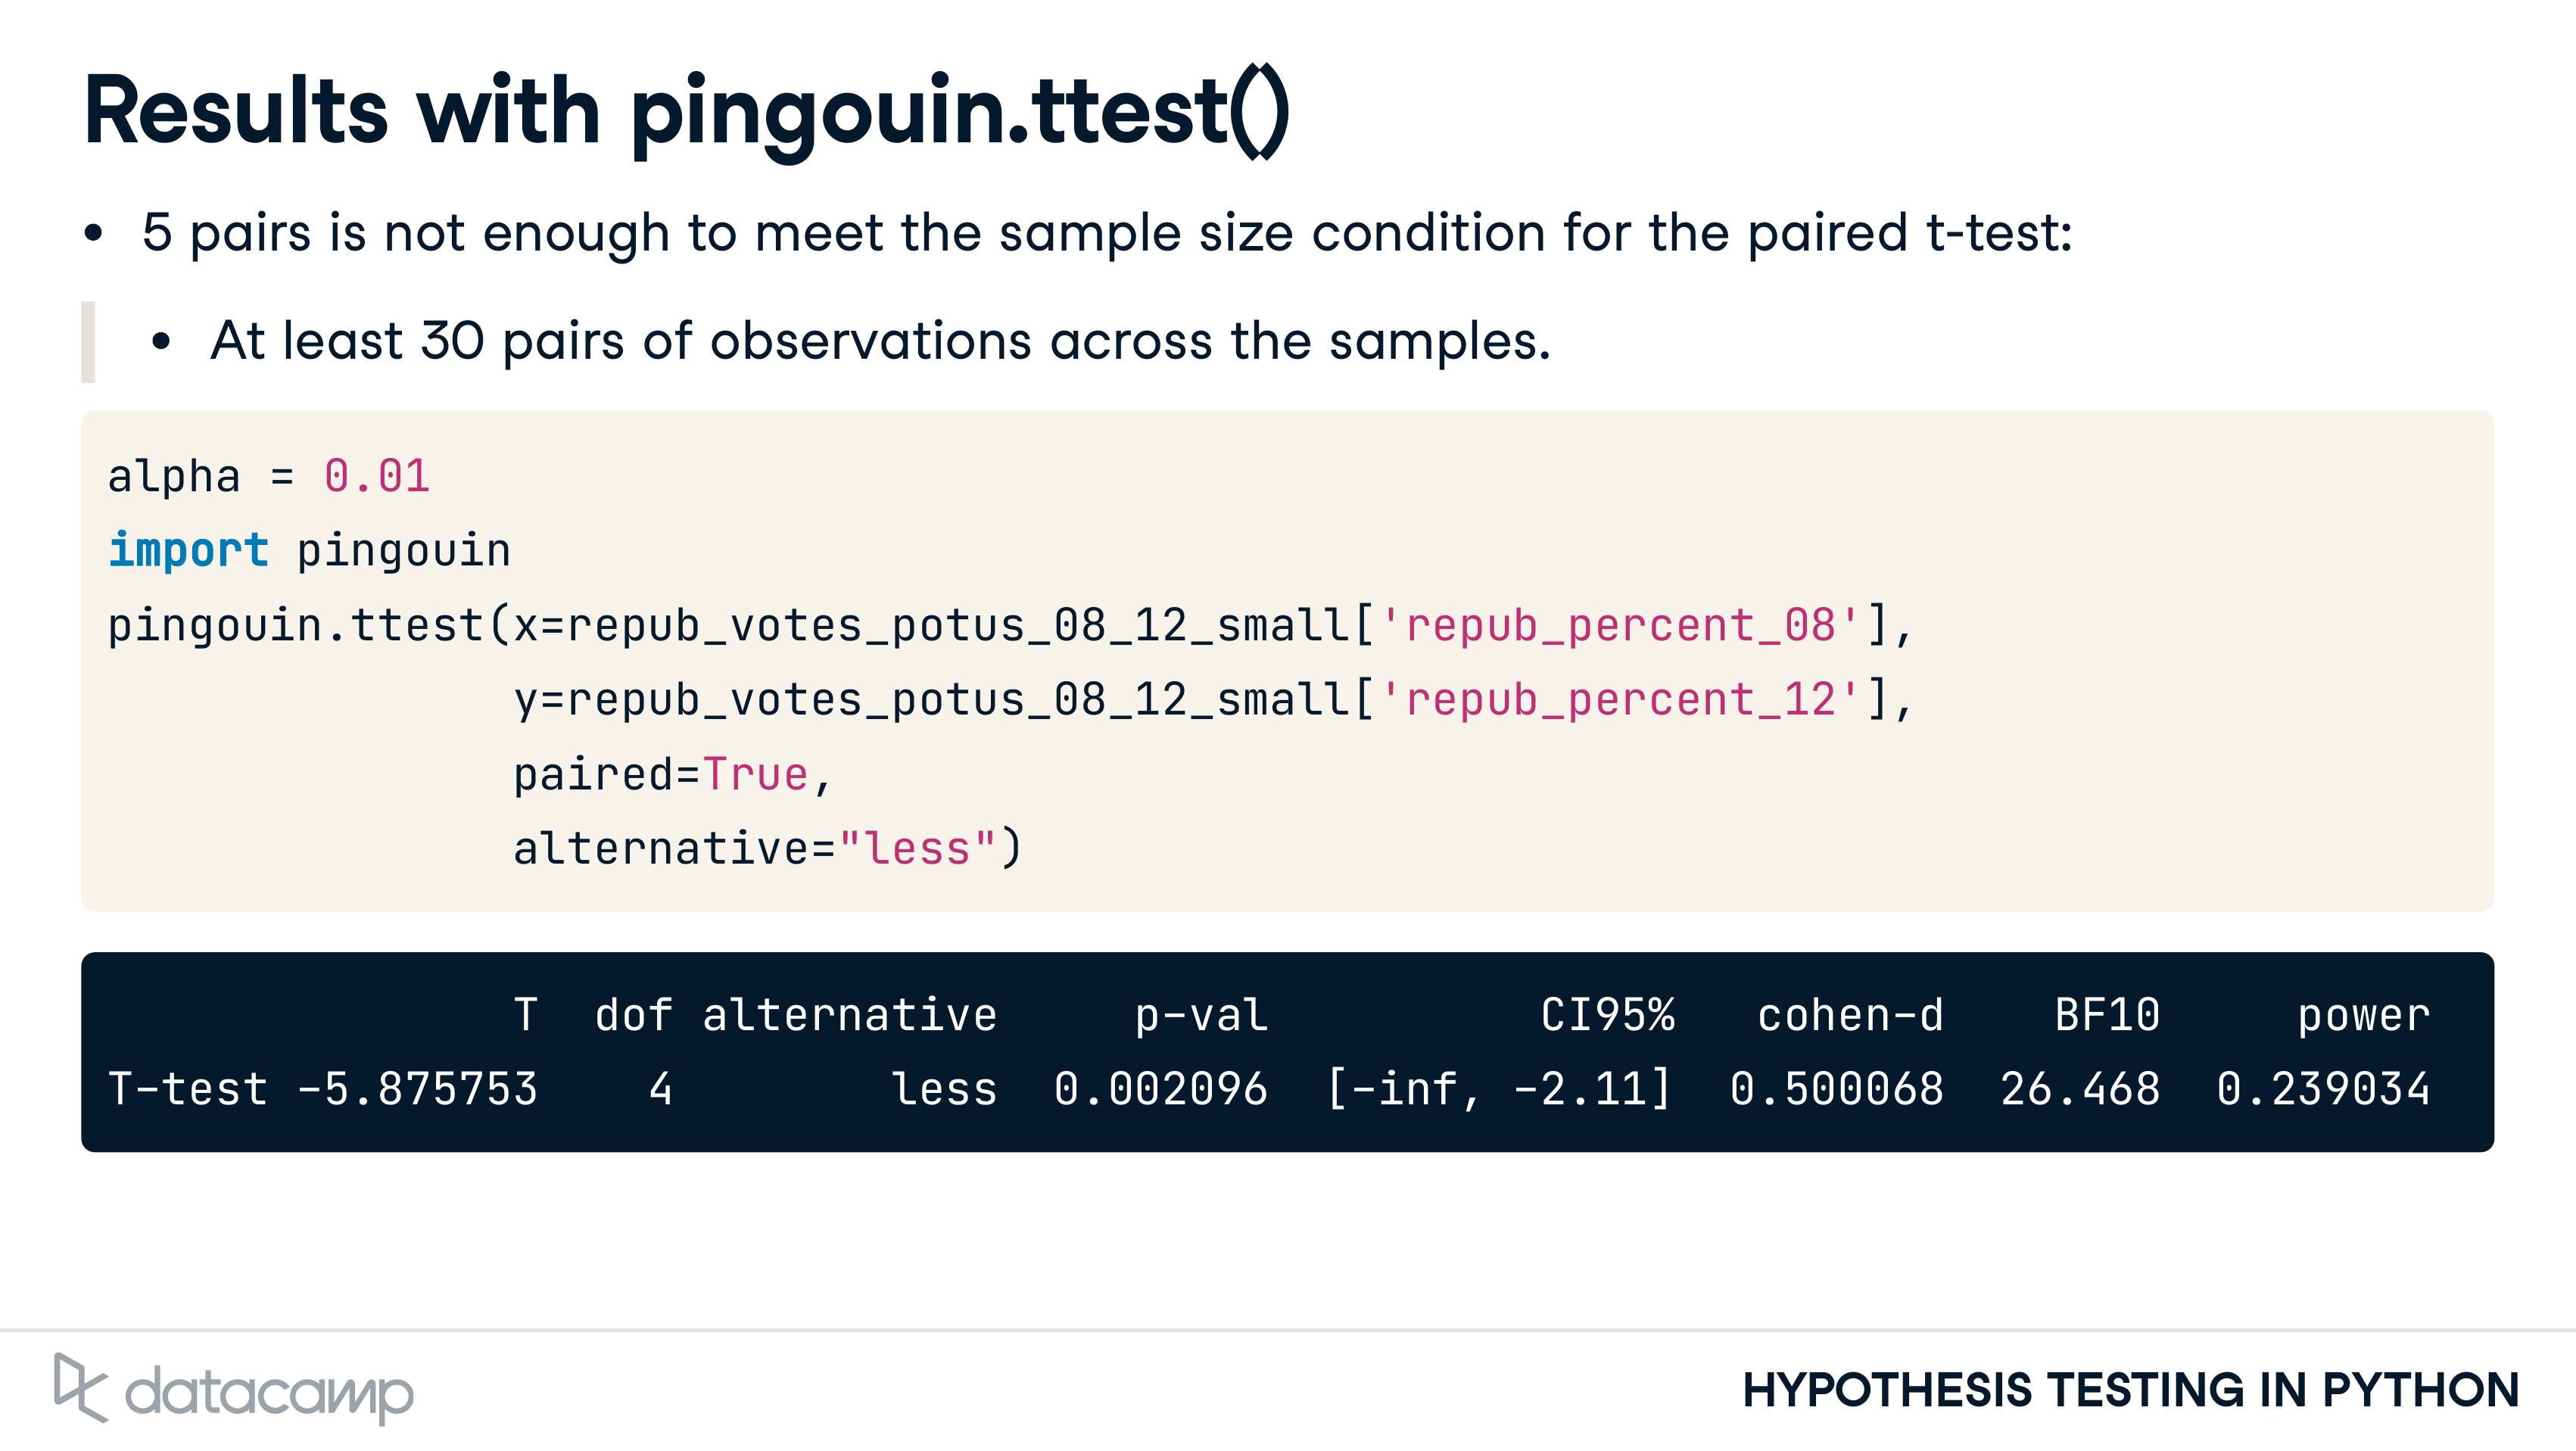 Results with pingouin.ttest()
• 5 pairs is not enough to meet the sample size condition for the paired t-test:
• At least 30 pairs of observations across the samples.
alpha = 0.01
import pingouin
pingouin.ttest(x=repub_votes_potus_08_12_small['repub_percent_08'],
               y=repub_votes_potus_08_12_small['repub_percent_12'],
               paired=True,
               alternative="less")
T dof alternative p-val CI95% cohen-d BF10 power
T-test -5.875753 4 less 0.002096 [-inf, -2.11] 0.500068 26.468 0.239034
datacamp
HYPOTHESIS TESTING IN PYTHON